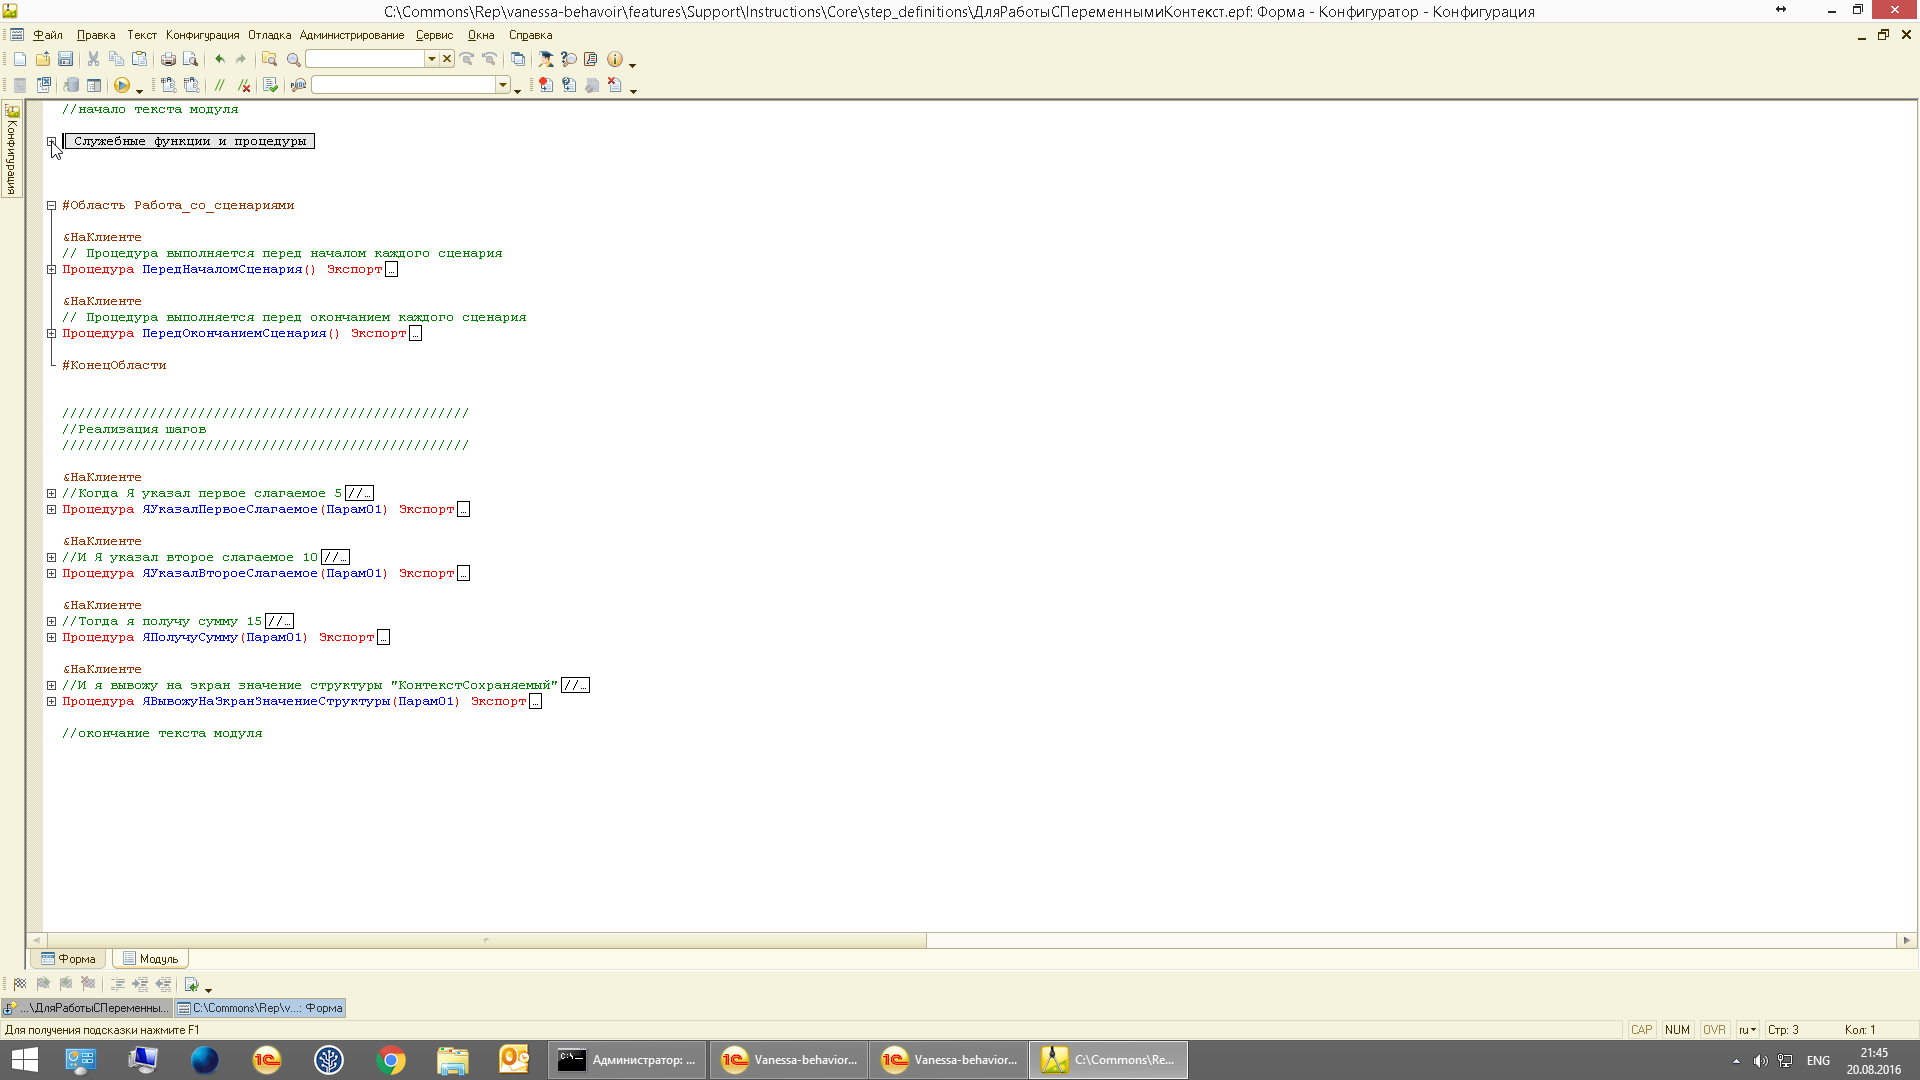 C:\Commons\Rep\vanessa-behavoir\features\Support\Instructions\Core\step_definitions\ДляРаботыСПеременнымиКонтекст.epf: Форма - Конфигуратор - Конфигурация
Файл Правка Текст Конфигурация Отладка Администрирование Сервис Окна Справка
Конфигурация
//начало текста модуля
Служебные функции и процедуры
#Область Работа_со_сценариями
&НаКлиенте
// Процедура выполняется перед началом каждого сценария
Процедура ПередНачаломСценария() Экспорт...
&НаКлиенте
// Процедура выполняется перед окончанием каждого сценария
Процедура ПередОкончаниемСценария() Экспорт...
#КонецОбласти
///////////////////////////////////////////////////
//Реализация шагов
///////////////////////////////////////////////////
&НаКлиенте
//Когда Я указал первое слагаемое 5//...
Процедура ЯУказалПервоеСлагаемое(Парам01) Экспорт...
&НаКлиенте
//И Я указал второе слагаемое 10//...
Процедура ЯУказалВтороеСлагаемое(Парам01) Экспорт...
&НаКлиенте
//Тогда я получу сумму 15//...
Процедура ЯПолучуСумму(Парам01) Экспорт...
&НаКлиенте
//И я вывожу на экран значение структуры "КонтекстСохраняемый"//...
Процедура ЯВывожуНаЭкранЗначениеСтруктуры(Парам01) Экспорт...
//окончание текста модуля
Форма Модуль
...\ДляРаботыСПеременны... C:\Commons\Rep\v...: Форма
Для получения подсказки нажмите F1 CAP NUM OVR ru Стр: 3 Кол: 1
Администратор: ... Vanessa-behavior... Vanessa-behavior... C:\Commons\Re... ENG 21:45
20.08.2016